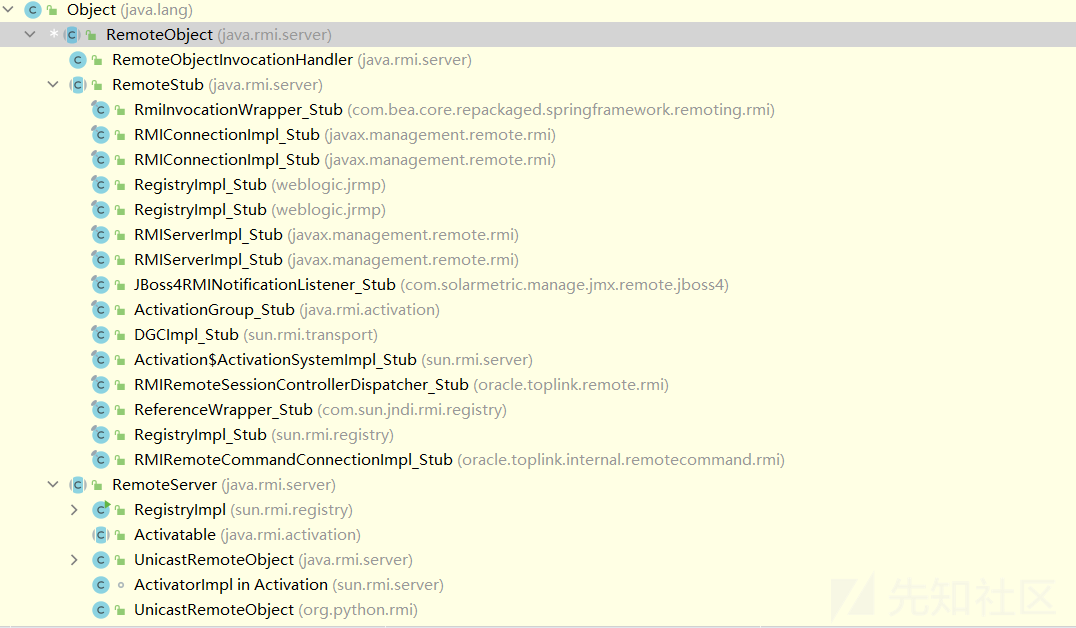 Object (java.lang)
RemoteObject (java.rmi.server)
RemoteObjectInvocationHandler (java.rmi.server)
RemoteStub (java.rmi.server)
RmiInvocationWrapper_Stub (com.bea.core.repackaged.springframework.remoting.rmi)
RMIConnectionImpl_Stub (javax.management.remote.rmi)
RMIConnectionImpl_Stub (javax.management.remote.rmi)
RegistryImpl_Stub (weblogic.jrmp)
RegistryImpl_Stub (weblogic.jrmp)
RMIServerImpl_Stub (javax.management.remote.rmi)
RMIServerImpl_Stub (javax.management.remote.rmi)
JBoss4RMINotificationListener_Stub (com.solarmetric.manage.jmx.remote.jboss4)
ActivationGroup_Stub (java.rmi.activation)
DGCImpl_Stub (sun.rmi.transport)
Activation$ActivationSystemImpl_Stub (sun.rmi.server)
RMIRemoteSessionControllerDispatcher_Stub (oracle.toplink.remote.rmi)
ReferenceWrapper_Stub (com.sun.jndi.rmi.registry)
RegistryImpl_Stub (sun.rmi.registry)
RMIRemoteCommandConnectionImpl_Stub (oracle.toplink.internal.remotecommand.rmi)
RemoteServer (java.rmi.server)
RegistryImpl (sun.rmi.registry)
Activatable (java.rmi.activation)
UnicastRemoteObject (java.rmi.server)
ActivatorImpl in Activation (sun.rmi.server)
UnicastRemoteObject (org.python.rmi)
先知社区